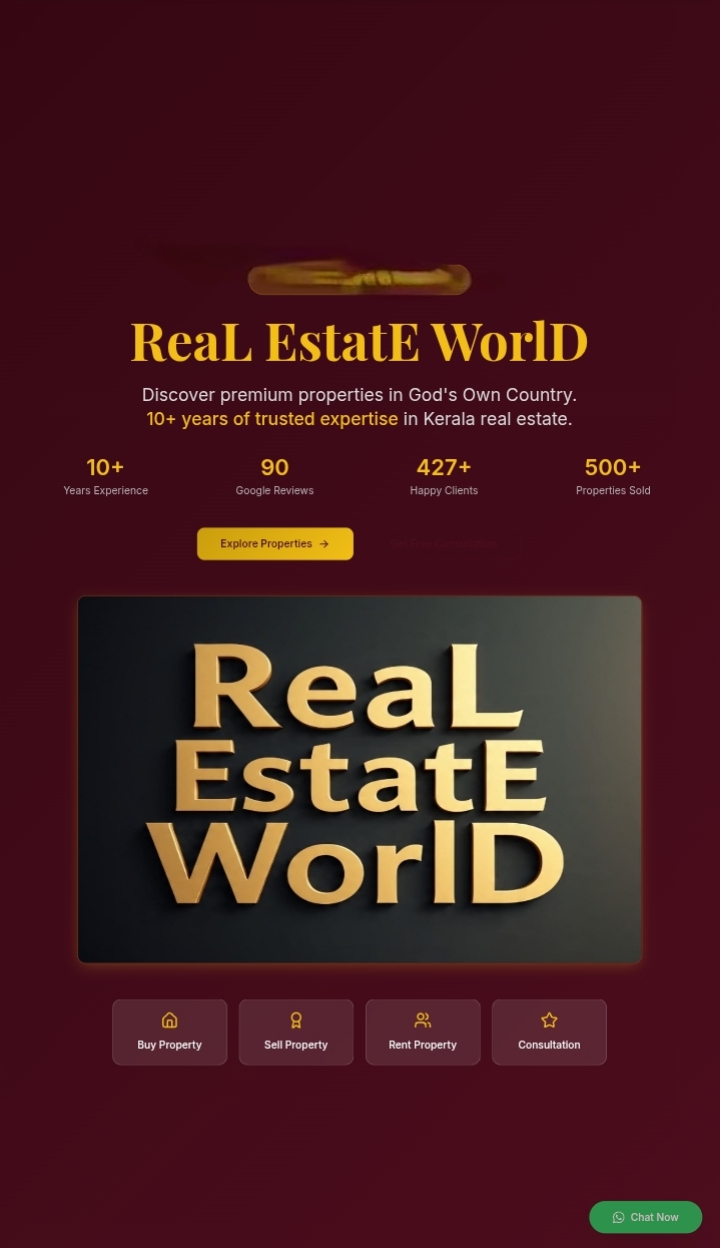 ReaL EstatE WorlD
Discover premium properties in God's Own Country.
10+ years of trusted expertise in Kerala real estate.
10+ 90 427+ 500+
Years Experience Google Reviews Happy Clients Properties Sold
Explore Properties →
ReaL
EstatE
WorlD
Buy Property Sell Property Rent Property Consultation
Chat Now